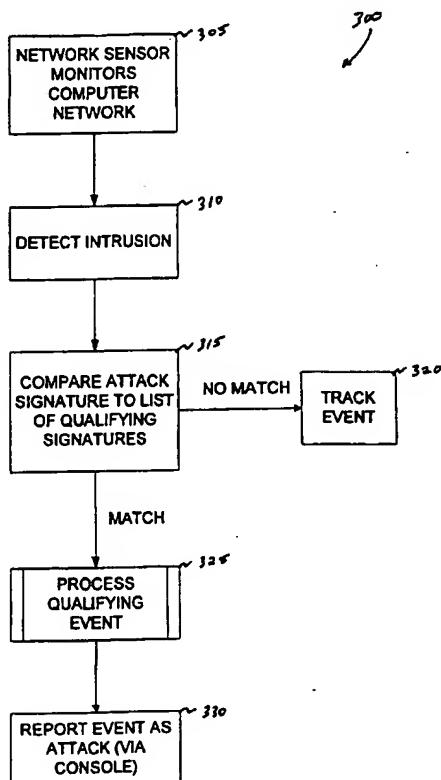 305
300
NETWORK SENSOR
MONITORS
COMPUTER
NETWORK
310
DETECT INTRUSION
315
COMPARE ATTACK
SIGNATURE TO LIST
OF QUALIFYING
SIGNATURES
NO MATCH
320
TRACK
EVENT
MATCH
325
PROCESS
QUALIFYING
EVENT
330
REPORT EVENT AS
ATTACK (VIA
CONSOLE)